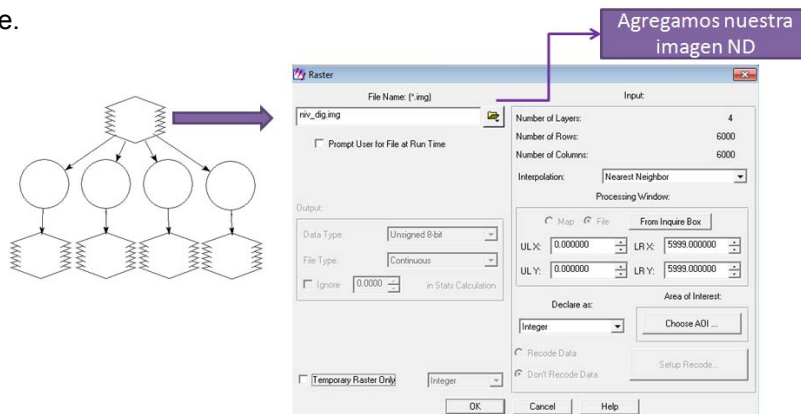 e.
Agregamos nuestra
imagen ND
Raster
File Name: (*.img)
Input:
niv_dig.img
Prompt User for File at Run Time
Number of Layers: 4
Number of Rows: 6000
Number of Columns: 6000
Interpolation: Nearest Neighbor
Processing Window:
Map File From Inquire Box
UL X: 0.000000 LR X: 5999.000000
UL Y: 0.000000 LR Y: 5999.000000
Output:
Data Type: Unsigned 8-bit
File Type: Continuous
Ignore 0.0000 in Stats Calculation
Declare as: Area of Interest:
Integer Choose AOI ...
Recode Data
Don't Recode Data Setup Recode...
Temporary Raster Only Integer
OK Cancel Help